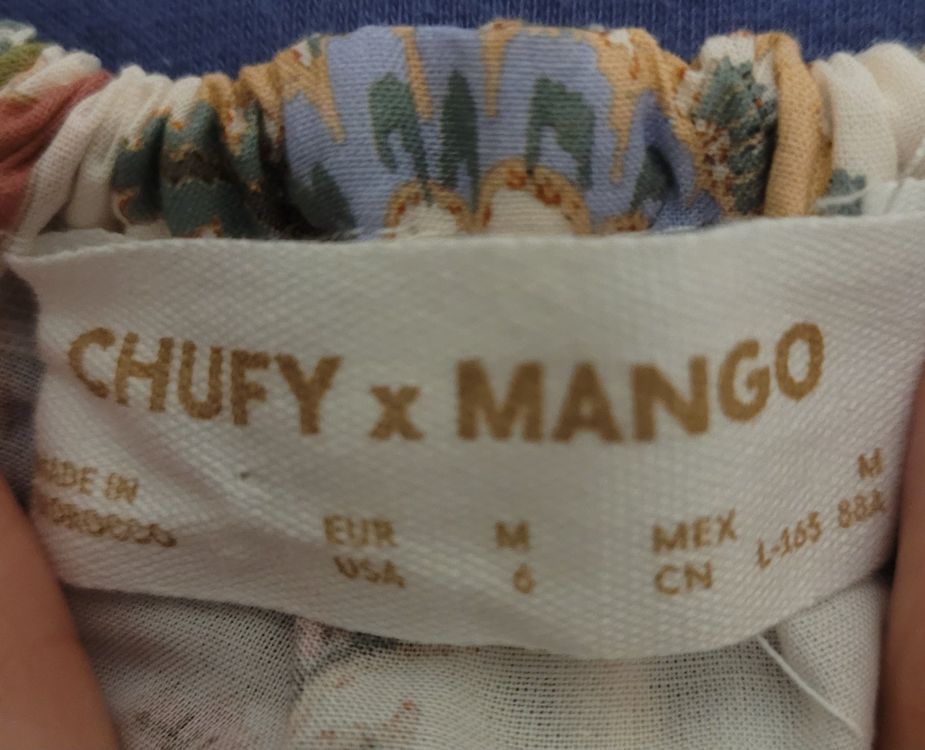 CHUFY x MANGO
MADE IN
MOROCCO
EUR M MEX M
USA 6 CN L-165 88A